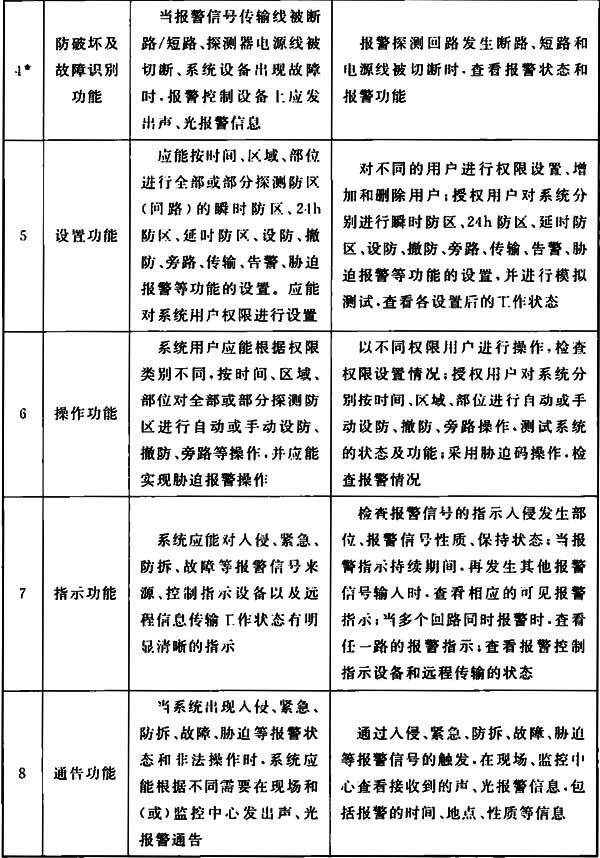 4*
防破坏及
故障识别
功能
当报警信号传输线被断
路/短路、探测器电源线被
切断、系统设备出现故障
时,报警控制设备上应发
出声、光报警信息
报警探测回路发生断路、短路和
电源线被切断时,查看报警状态和
报警功能
5
设置功能
应能按时间、区域、部位
进行全部或部分探测防区
(回路)的瞬时防区、24h
防区、延时防区、设防、撤
防、旁路、传输、告警、胁迫
报警等功能的设置。应能
对系统用户权限进行设置
对不同的用户进行权限设置、增
加和删除用户;授权用户对系统分
别进行瞬时防区、24h防区、延时防
区、设防、撤防、旁路、传输、告警、胁
迫报警等功能的设置,并进行模拟
测试,查看各设置后的工作状态
6
操作功能
系统用户应能根据权限
类别不同,按时间、区域、
部位对全部或部分探测防
区进行自动或手动设防、
撤防、旁路等操作,并应能
实现胁迫报警操作
以不同权限用户进行操作,检查
权限设置情况;授权用户对系统分
别按时间、区域、部位进行自动或手
动设防、撤防、旁路操作,测试系统
的状态及功能;采用胁迫码操作,检
查报警情况
7
指示功能
系统应能对入侵、紧急、
防拆、故障等报警信号来
源、控制指示设备以及远
程信息传输工作状态有明
显清晰的指示
检查报警信号的指示入侵发生部
位、报警信号性质、保持状态;当报
警指示持续期间,再发生其他报警
信号输入时,查看相应的可见报警
指示;当多个回路同时报警时,查看
任一路的报警指示;查看报警控制
指示设备和远程传输的状态
8
通告功能
当系统出现入侵、紧急、
防拆、故障、胁迫等报警状
态和非法操作时,系统应
能根据不同需要在现场和
(或)监控中心发出声、光
报警通告
通过入侵、紧急、防拆、故障、胁迫
等报警信号的触发,在现场、监控中
心查看接收到的声、光报警信息,包
括报警的时间、地点、性质等信息